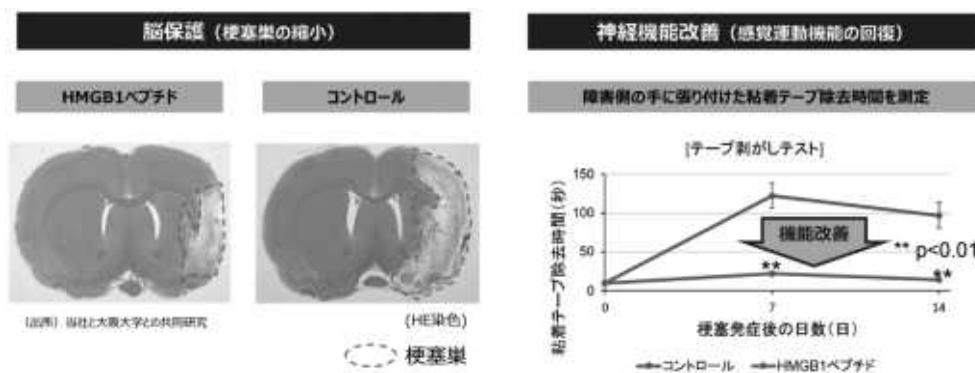 脳保護（梗塞巣の縮小）
HMGB1ペプチド
コントロール
(出所) 当社と大阪大学との共同研究
(HE染色)
梗塞巣
神経機能改善（感覚運動機能の回復）
障害側の手に張り付けた粘着テープ除去時間を測定
[テープ剥がしテスト]
粘着テープ除去時間(秒)
150
100
50
0
機能改善
** p<0.01
**
**
0
7
14
梗塞発症後の日数(日)
コントロール
HMGB1ペプチド